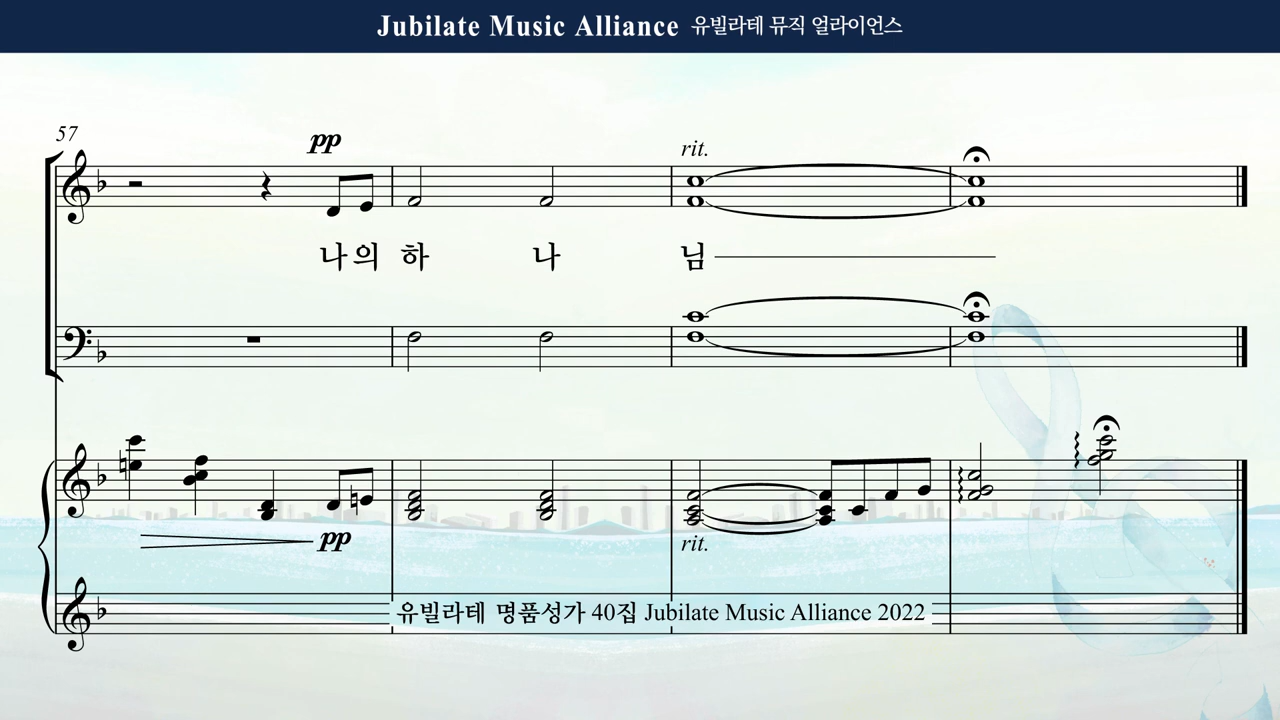 Jubilate Music Alliance 유빌라테 뮤직 얼라이언스
57
pp
rit.
나의 하 나 님
pp
rit.
유빌라테 명품성가 40집 Jubilate Music Alliance 2022